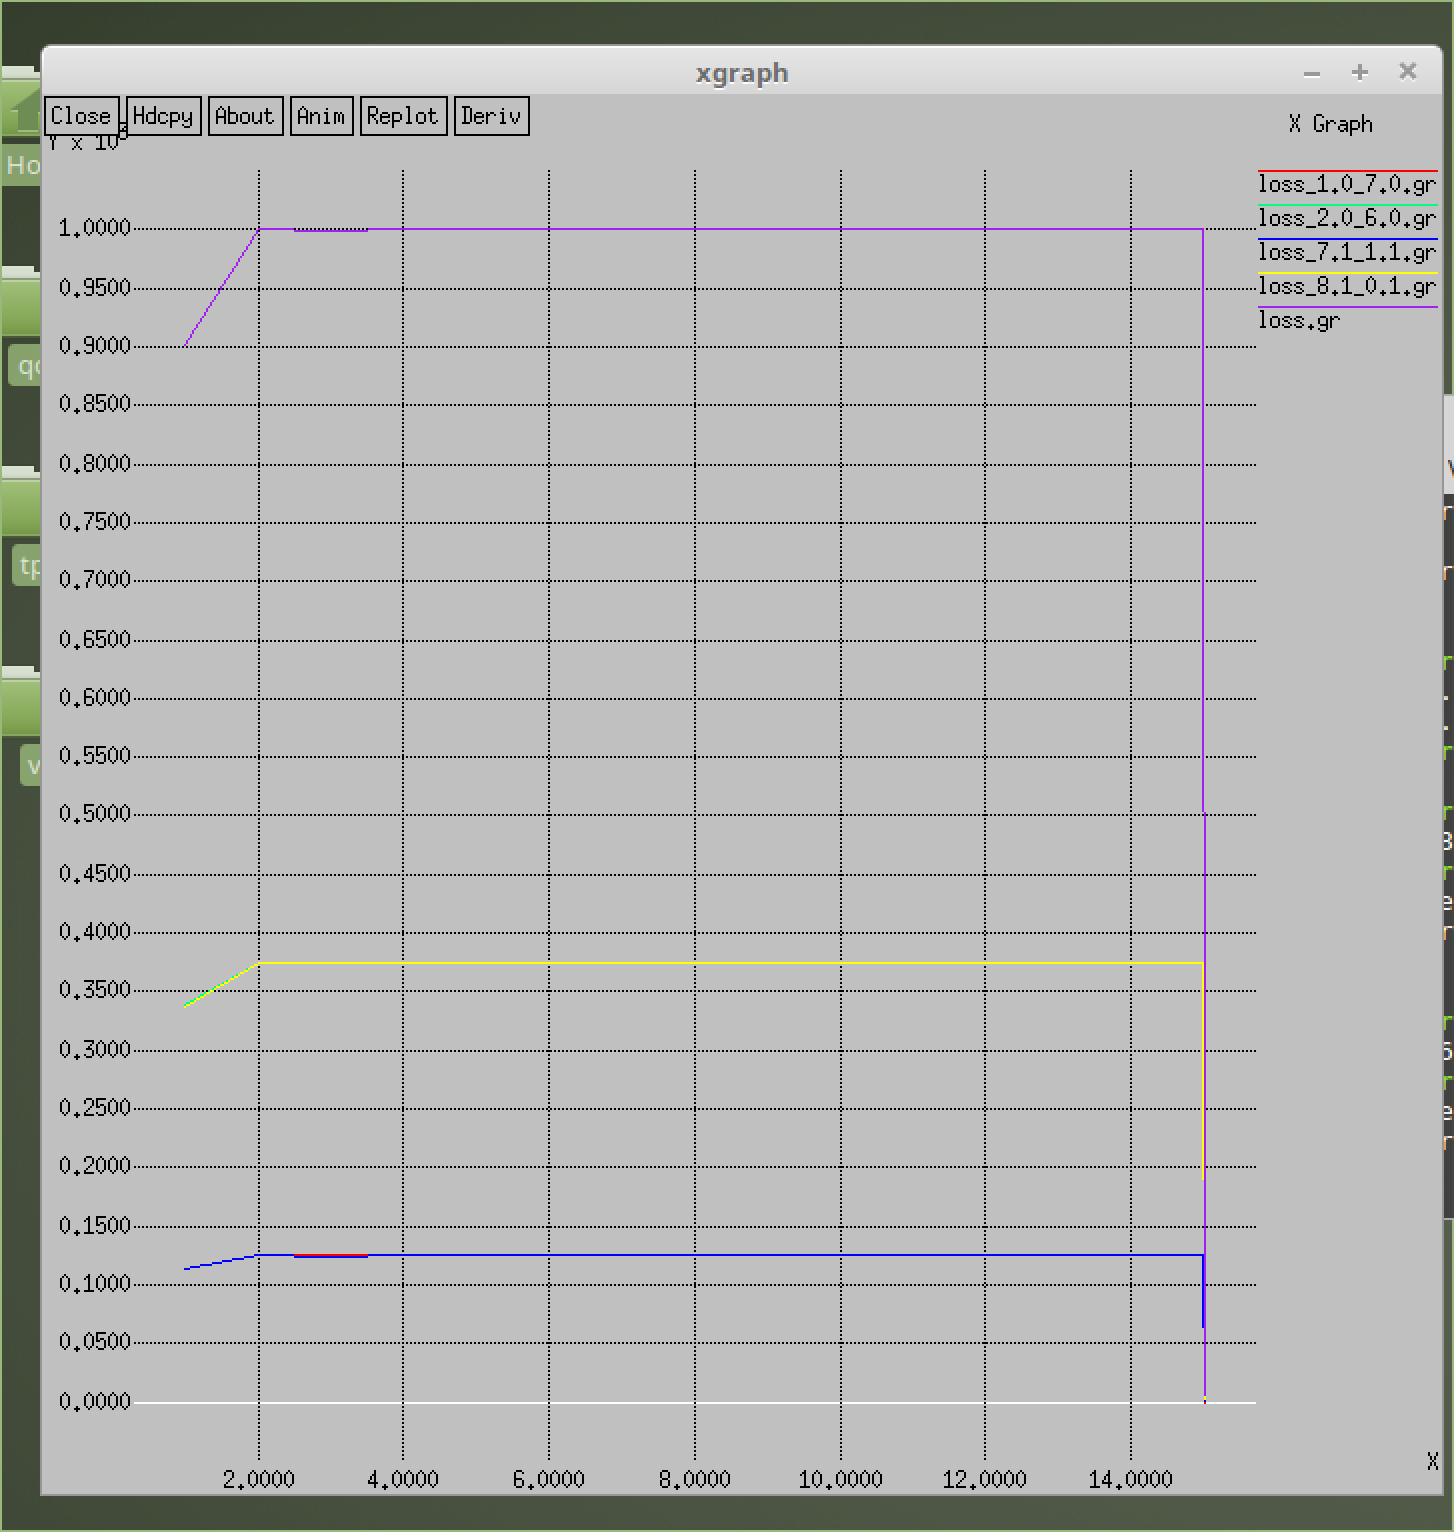 xgraph
Close Hdcpy About Anim Replot Deriv
X Graph
Y x 10
loss_1.0_7.0.gr
loss_2.0_6.0.gr
loss_7.1_1.1.gr
loss_8.1_0.1.gr
loss.gr
1.0000
0.9500
0.9000
0.8500
0.8000
0.7500
0.7000
0.6500
0.6000
0.5500
0.5000
0.4500
0.4000
0.3500
0.3000
0.2500
0.2000
0.1500
0.1000
0.0500
0.0000
X
2.0000 4.0000 6.0000 8.0000 10.0000 12.0000 14.0000